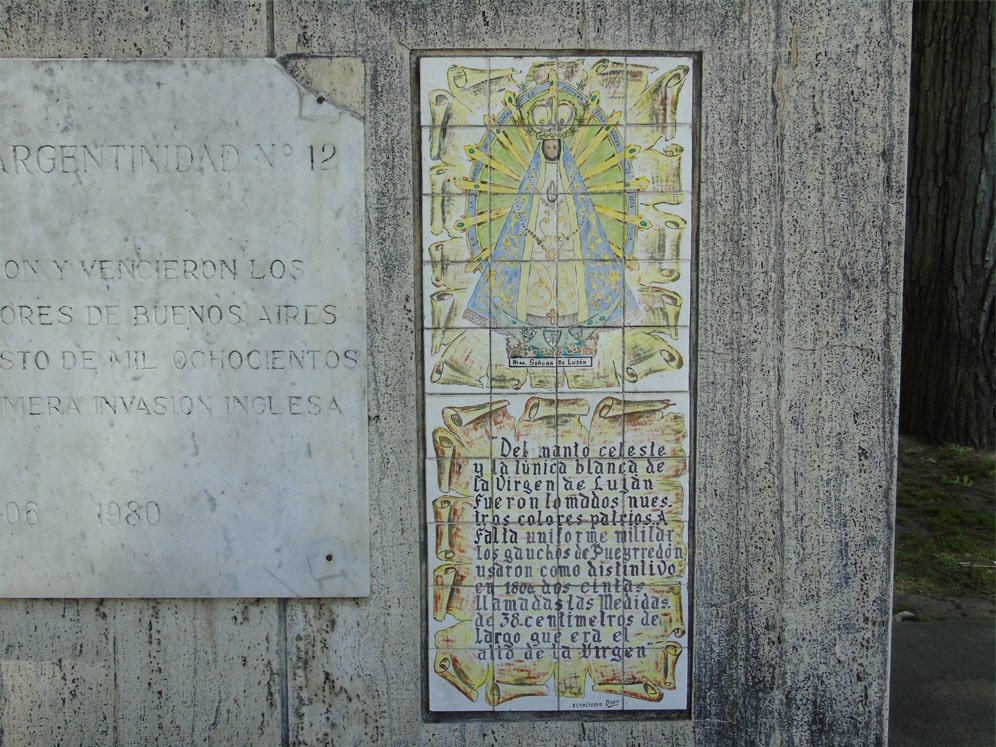 ARGENTINIDAD Nº 12
ON Y VENCIERON LOS
ORES DE BUENOS AIRES
STO DE MIL OCHOCIENTOS
MERA INVASION INGLESA
06 1980
Ntra. Señora de Luján
"Del manto celeste
y la túnica blanca de
la Virgen de Luján
Fueron tomados nues-
tros colores patrios. A
Falta uniforme militar
los gauchos de Pueyrredón
usaron como distintivo
en 1806. dos cintas
llamadas las Medidas.
de 38. centímetros de
largo que era el
alto de la Virgen"